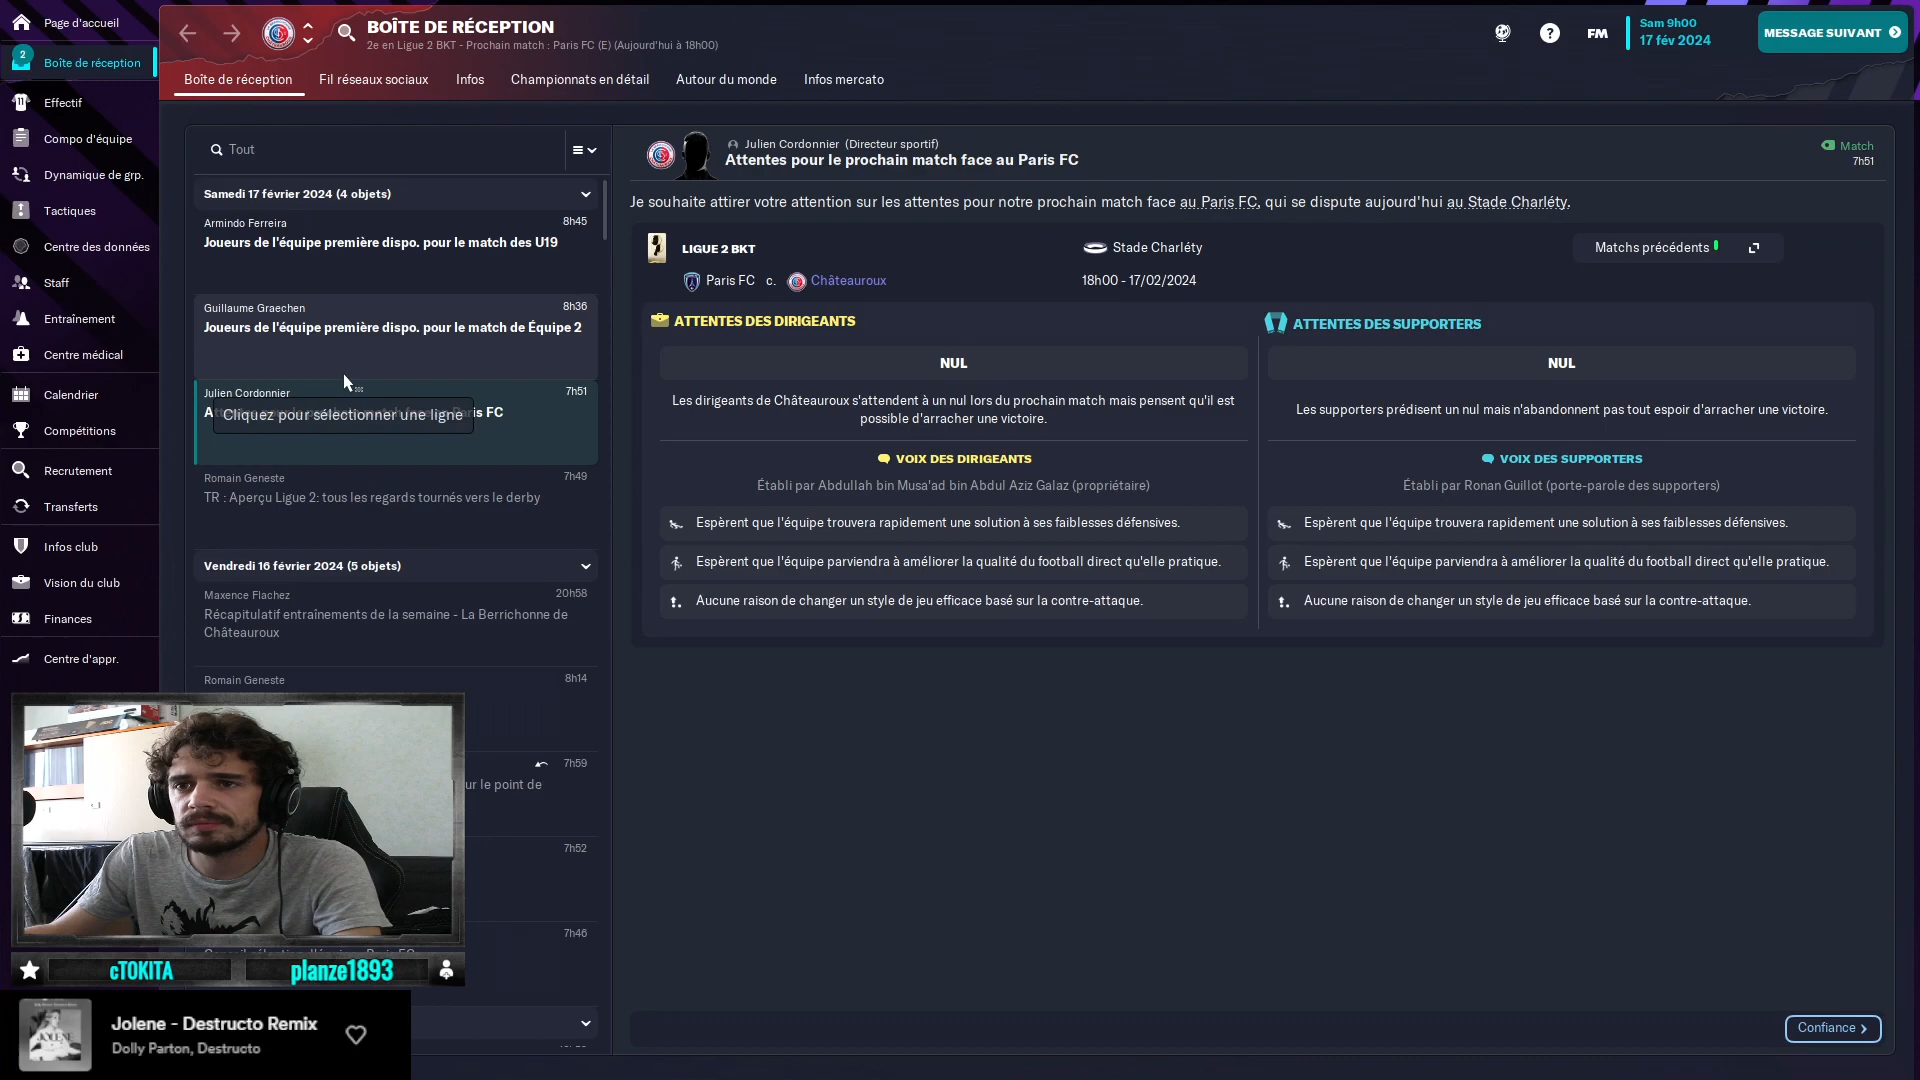 Page d'accueil
2
Boîte de réception
Effectif
Compo d'équipe
Dynamique de grp.
Tactiques
Centre des données
Staff
Entraînement
Centre médical
Calendrier
Compétitions
Recrutement
Transferts
Infos club
Vision du club
Finances
Centre d'appr.
BOÎTE DE RÉCEPTION
2e en Ligue 2 BKT - Prochain match : Paris FC (E) (Aujourd'hui à 18h00)
FM
Sam 9h00
17 fév 2024
MESSAGE SUIVANT
Boîte de réception
Fil réseaux sociaux
Infos
Championnats en détail
Autour du monde
Infos mercato
Tout
Samedi 17 février 2024 (4 objets)
Armindo Ferreira 8h45
Joueurs de l'équipe première dispo. pour le match des U19
Guillaume Graechen 8h36
Joueurs de l'équipe première dispo. pour le match de Équipe 2
Julien Cordonnier 7h51
Cliquez pour sélectionner une ligne
Romain Geneste 7h49
TR : Aperçu Ligue 2: tous les regards tournés vers le derby
Vendredi 16 février 2024 (5 objets)
Maxence Flachez 20h58
Récapitulatif entraînements de la semaine - La Berrichonne de
Châteauroux
Romain Geneste 8h14
7h59
ur le point de
7h52
7h46
cTOKITA
planze1893
Jolene - Destructo Remix
Dolly Parton, Destructo
Julien Cordonnier (Directeur sportif)
Attentes pour le prochain match face au Paris FC
Match
7h51
Je souhaite attirer votre attention sur les attentes pour notre prochain match face au Paris FC, qui se dispute aujourd'hui au Stade Charléty.
LIGUE 2 BKT
Stade Charléty
Matchs précédents
Paris FC c. Châteauroux
18h00 - 17/02/2024
ATTENTES DES DIRIGEANTS
NUL
Les dirigeants de Châteauroux s'attendent à un nul lors du prochain match mais pensent qu'il est
possible d'arracher une victoire.
VOIX DES DIRIGEANTS
Établi par Abdullah bin Musa'ad bin Abdul Aziz Galaz (propriétaire)
Espèrent que l'équipe trouvera rapidement une solution à ses faiblesses défensives.
Espèrent que l'équipe parviendra à améliorer la qualité du football direct qu'elle pratique.
Aucune raison de changer un style de jeu efficace basé sur la contre-attaque.
ATTENTES DES SUPPORTERS
NUL
Les supporters prédisent un nul mais n'abandonnent pas tout espoir d'arracher une victoire.
VOIX DES SUPPORTERS
Établi par Ronan Guillot (porte-parole des supporters)
Espèrent que l'équipe trouvera rapidement une solution à ses faiblesses défensives.
Espèrent que l'équipe parviendra à améliorer la qualité du football direct qu'elle pratique.
Aucune raison de changer un style de jeu efficace basé sur la contre-attaque.
Confiance